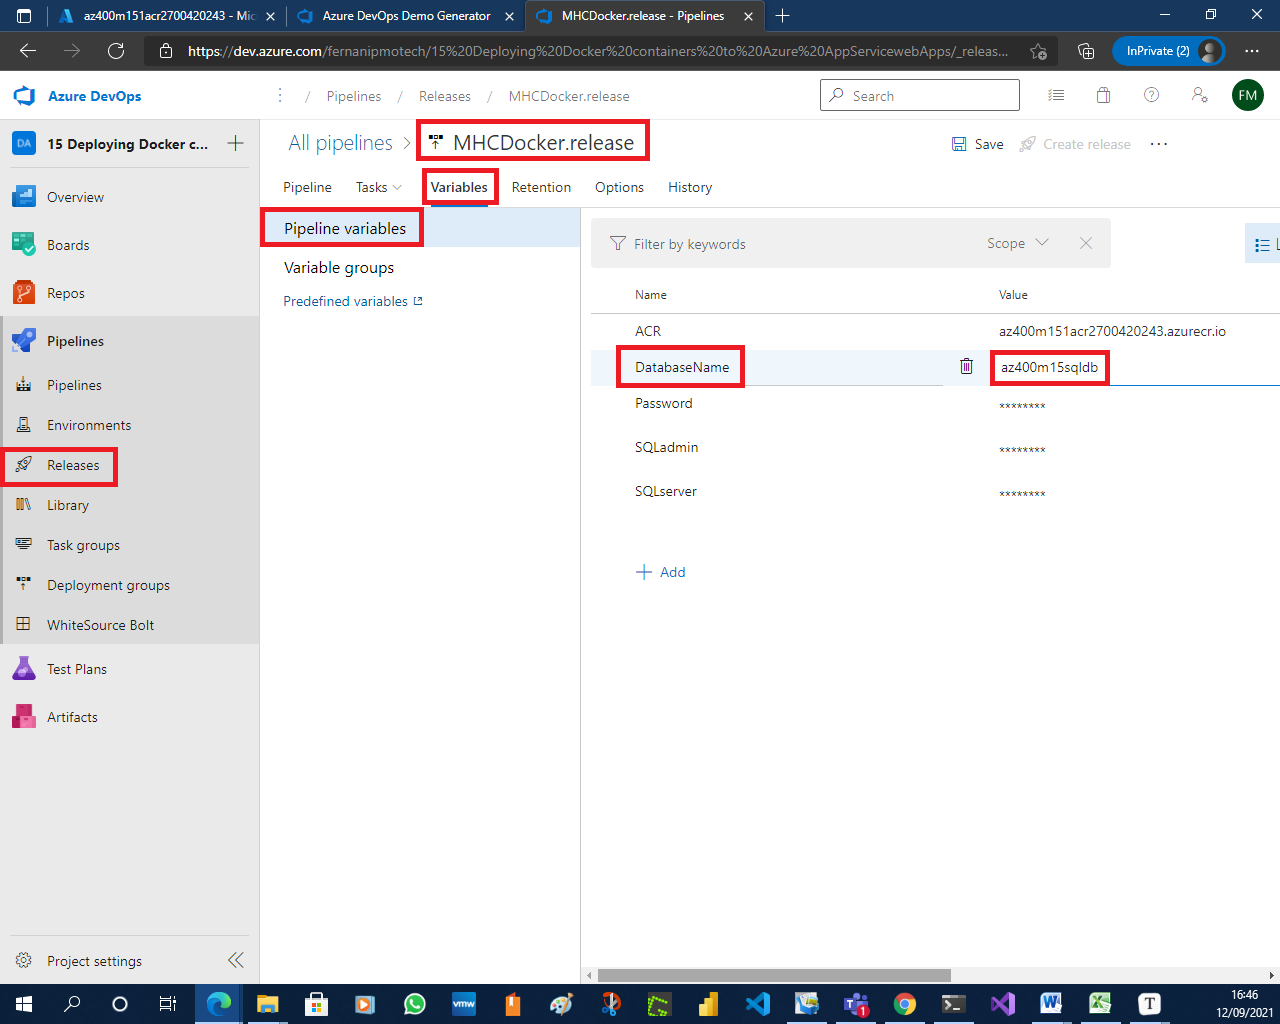 az400m151acr2700420243 - Mic
Azure DevOps Demo Generator
MHCDocker.release - Pipelines
https://dev.azure.com/fernanipmotech/15%20Deploying%20Docker%20containers%20to%20Azure%20AppServicewebApps/_releas...
InPrivate (2)
Azure DevOps
/ Pipelines / Releases / MHCDocker.release
Search
FM
DA
15 Deploying Docker c...
All pipelines > MHCDocker.release
Save
Create release
Pipeline
Tasks
Variables
Retention
Options
History
Overview
Boards
Repos
Pipelines
Pipelines
Environments
Releases
Library
Task groups
Deployment groups
WhiteSource Bolt
Test Plans
Artifacts
Project settings
Pipeline variables
Variable groups
Predefined variables
Filter by keywords
Scope
L
Name Value
ACR az400m151acr2700420243.azurecr.io
DatabaseName az400m15sqldb
Password ********
SQLadmin ********
SQLserver ********
Add
vmw
1
T
16:46
12/09/2021